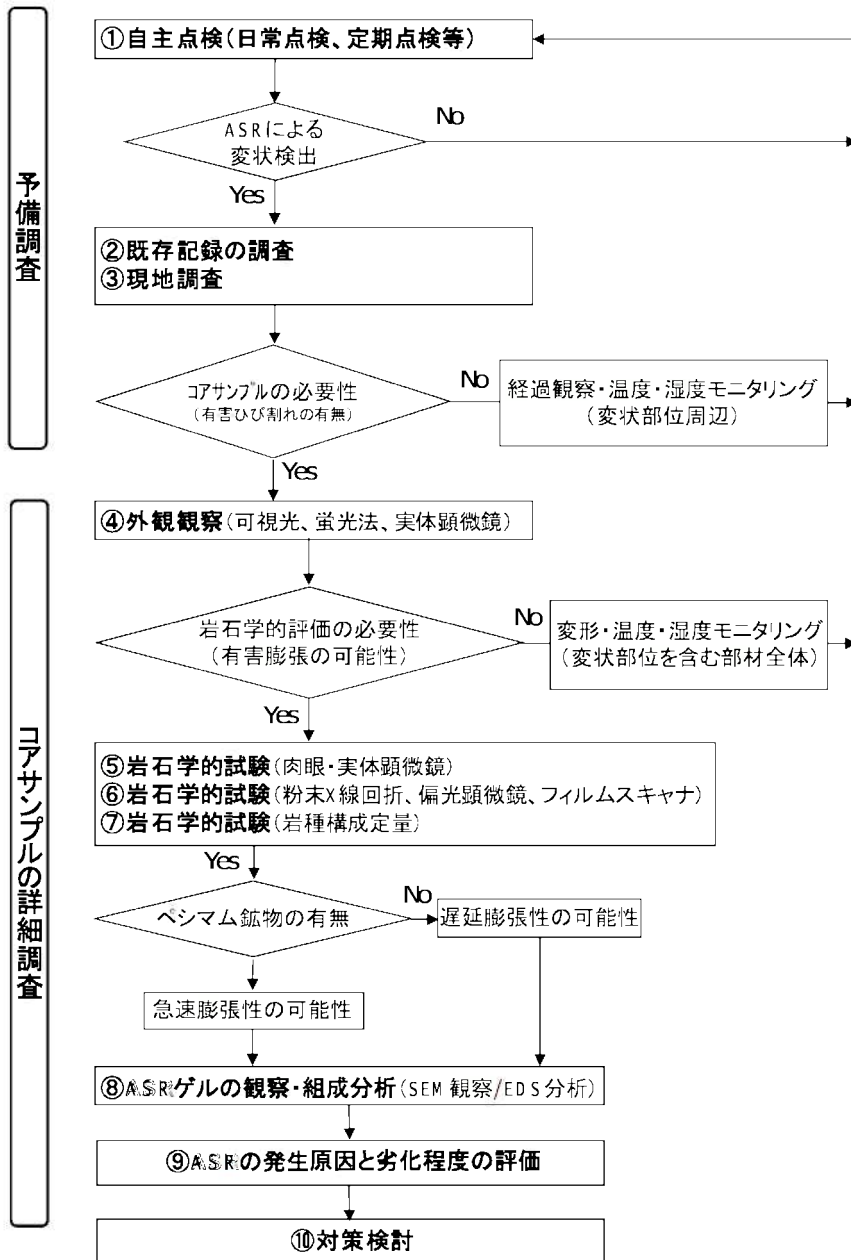 予備調査
①自主点検(日常点検、定期点検等)
ASRによる
変状検出
No
Yes
②既存記録の調査
③現地調査
コアサンプルの必要性
(有害ひび割れの有無)
No
経過観察・温度・湿度モニタリング
(変状部位周辺)
Yes
コアサンプルの詳細調査
④外観観察(可視光、蛍光法、実体顕微鏡)
岩石学的評価の必要性
(有害膨張の可能性)
No
変形・温度・湿度モニタリング
(変状部位を含む部材全体)
Yes
⑤岩石学的試験(肉眼・実体顕微鏡)
⑥岩石学的試験(粉末X線回折、偏光顕微鏡、フィルムスキャナ)
⑦岩石学的試験(岩種構成定量)
Yes
ペシマム鉱物の有無
No
遅延膨張性の可能性
急速膨張性の可能性
⑧ASRゲルの観察・組成分析(SEM観察/EDS分析)
⑨ASRの発生原因と劣化程度の評価
⑩対策検討